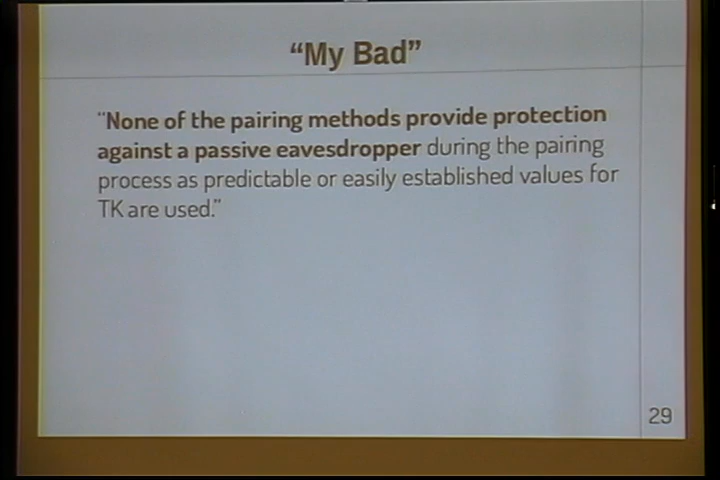 “My Bad”
“None of the pairing methods provide protection
against a passive eavesdropper during the pairing
process as predictable or easily established values for
TK are used.”
29